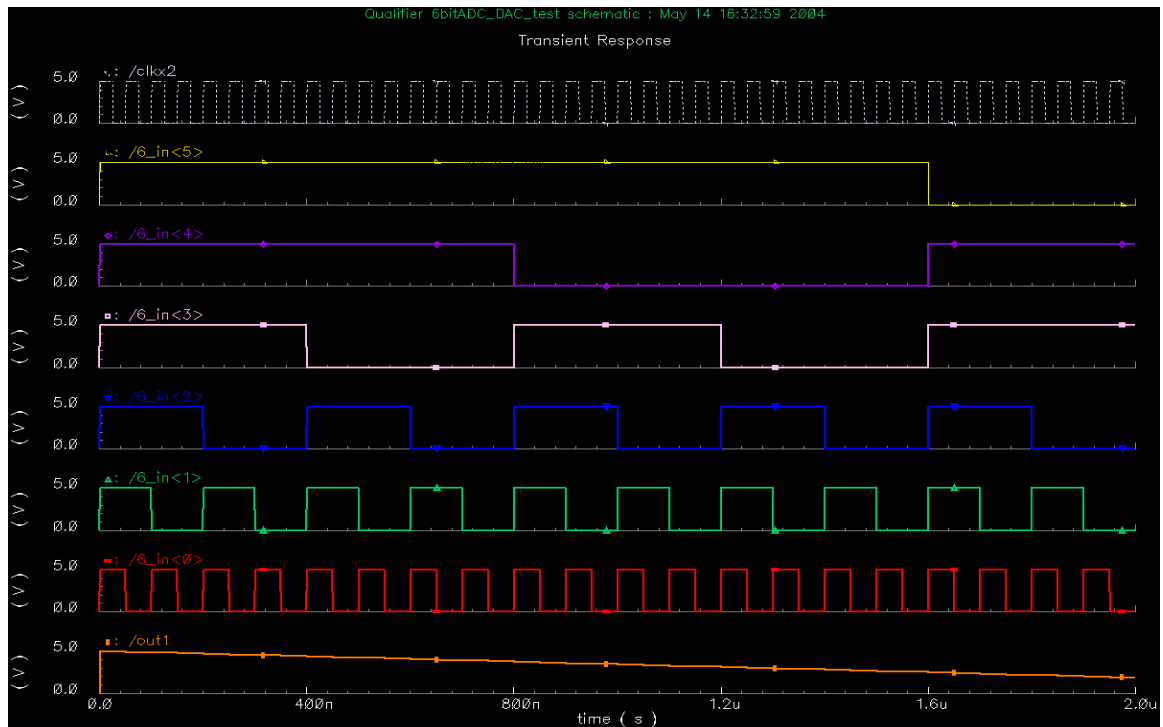 Qualifier 6bitADC_DAC_test schematic : May 14 16:32:59 2004
Transient Response
: /clkx2
5.0
(V)
0.0
: /6_in<5>
5.0
(V)
0.0
: /6_in<4>
5.0
(V)
0.0
: /6_in<3>
5.0
(V)
0.0
: /6_in<2>
5.0
(V)
0.0
: /6_in<1>
5.0
(V)
0.0
: /6_in<0>
5.0
(V)
0.0
: /out1
5.0
(V)
0.0
0.0 400n 800n 1.2u 1.6u 2.0u
time ( s )